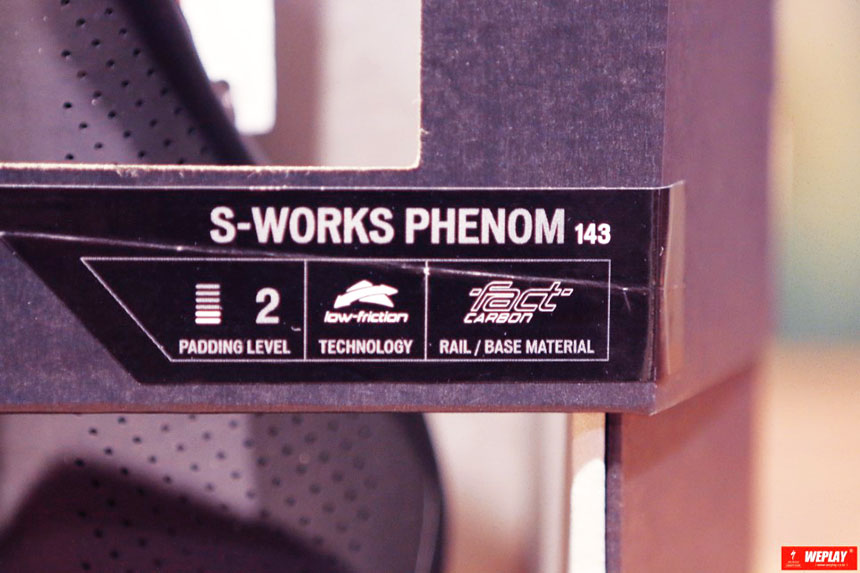 S-WORKS PHENOM 143
2
PADDING LEVEL
low-friction
TECHNOLOGY
fact
CARBON
RAIL / BASE MATERIAL
WEPLAY